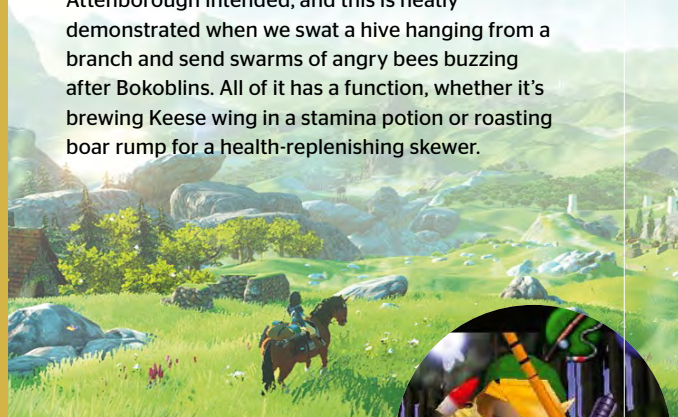 Attenborough intended, and this is neatly
demonstrated when we swat a hive hanging from a
branch and send swarms of angry bees buzzing
after Bokoblins. All of it has a function, whether it's
brewing Keese wing in a stamina potion or roasting
boar rump for a health-replenishing skewer.